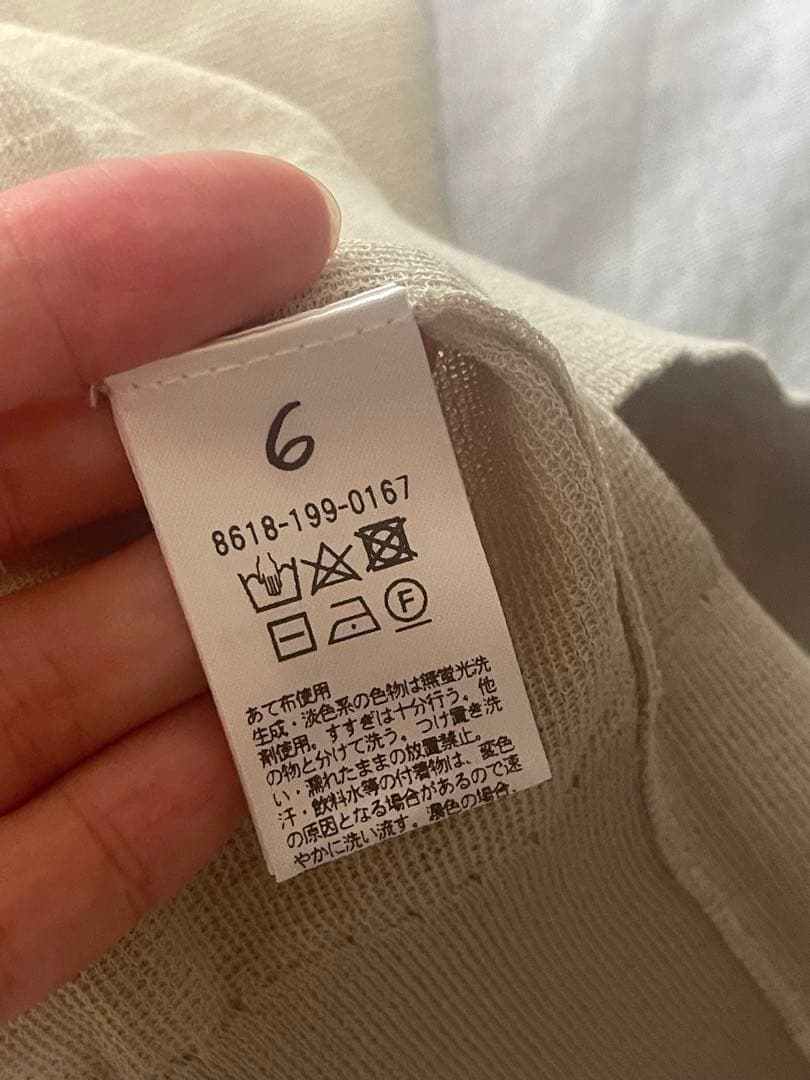 6
8618-199-0167
F
あて布使用
生成・淡色系の色物は無蛍光洗
剤使用。すすぎは十分行う。他
の物と分けて洗う。つけ置き洗
い・濡れたままの放置禁止。
汗・飲料水等の付着物は、変色
の原因となる場合があるので速
やかに洗い流す。濃色の場合、